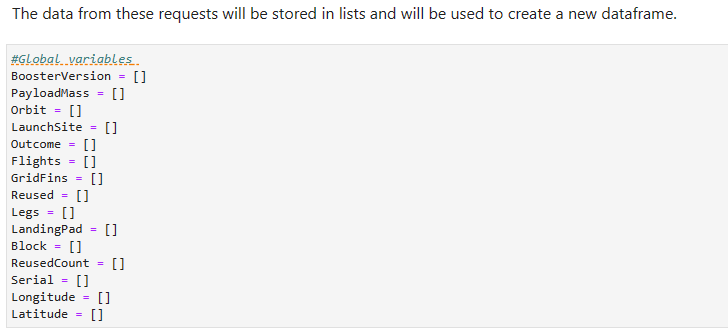 The data from these requests will be stored in lists and will be used to create a new dataframe.
#Global variables
BoosterVersion = []
PayloadMass = []
Orbit = []
LaunchSite = []
Outcome = []
Flights = []
GridFins = []
Reused = []
Legs = []
LandingPad = []
Block = []
ReusedCount = []
Serial = []
Longitude = []
Latitude = []